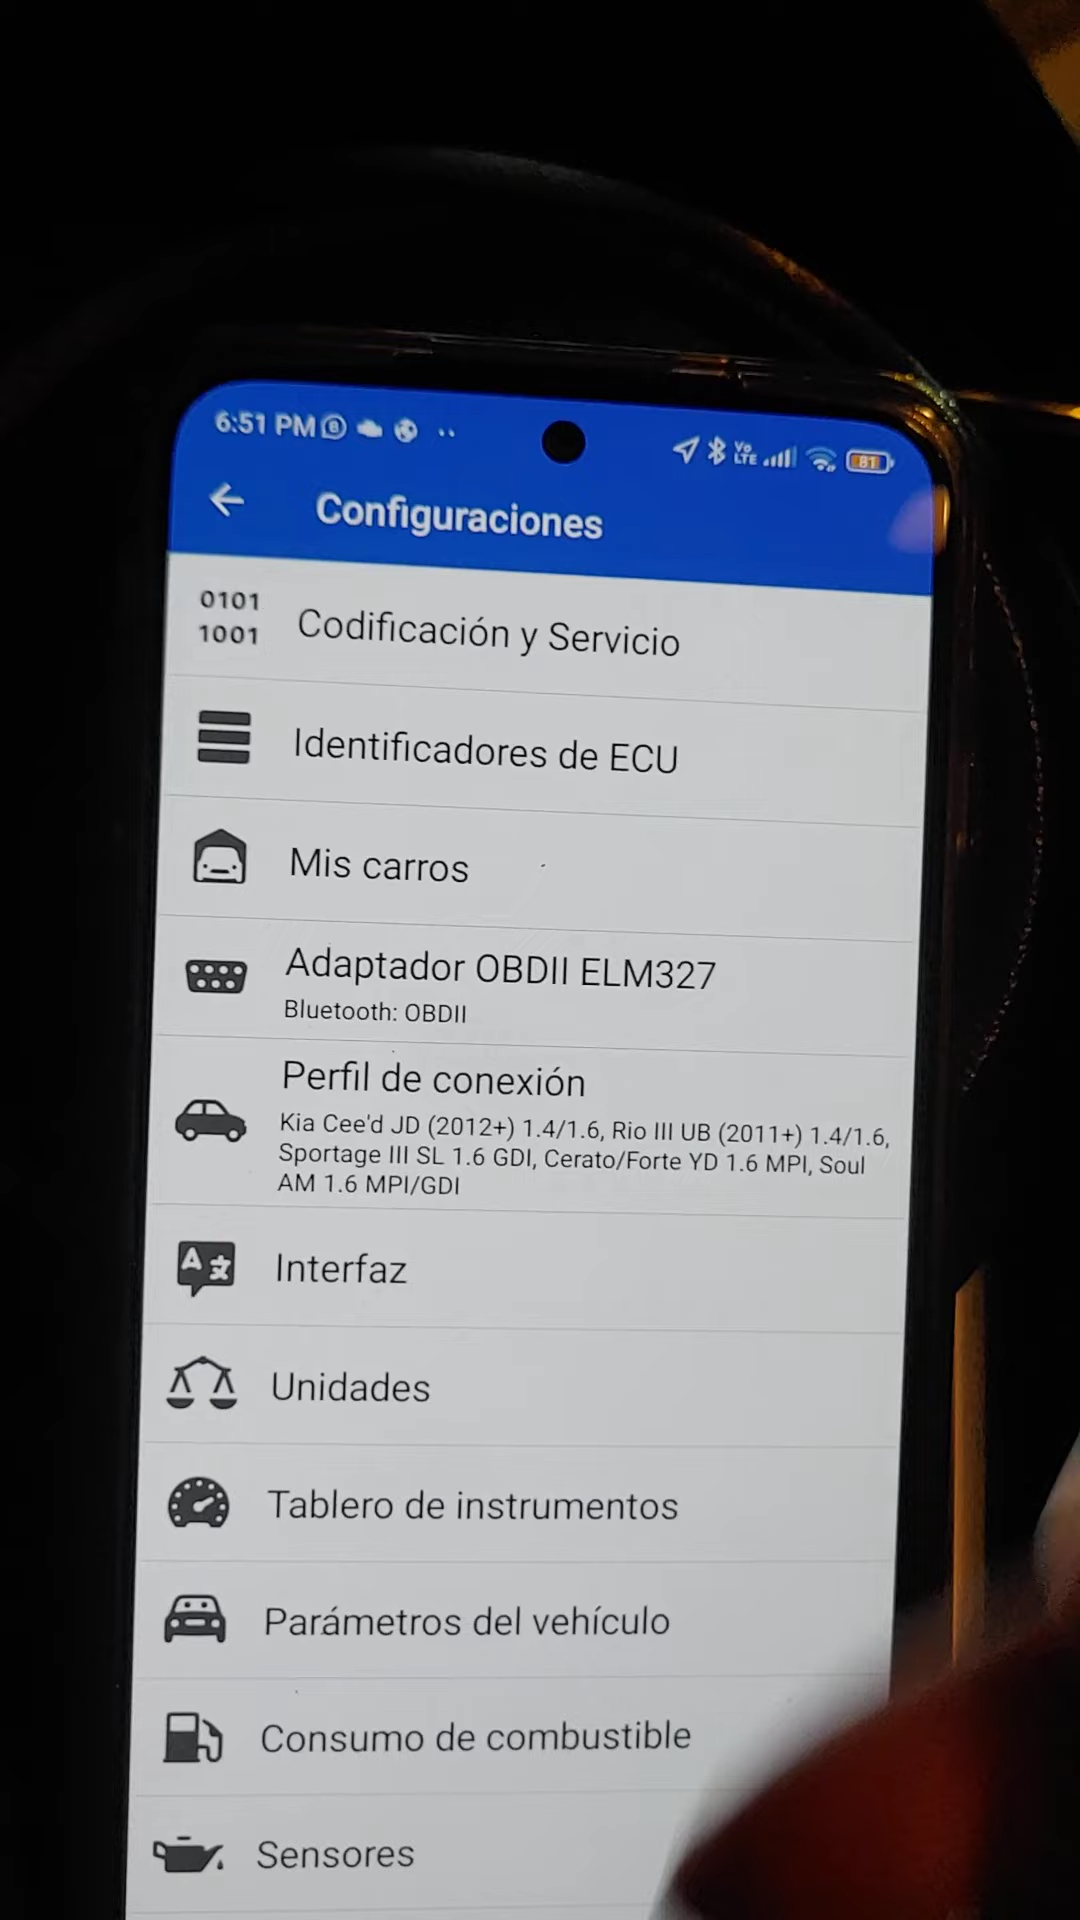 6:51 PM
Vo
LTE
81
Configuraciones
0101
1001
Codificación y Servicio
Identificadores de ECU
Mis carros
Adaptador OBDII ELM327
Bluetooth: OBDII
Perfil de conexión
Kia Cee'd JD (2012+) 1.4/1.6, Rio III UB (2011+) 1.4/1.6,
Sportage III SL 1.6 GDI, Cerato/Forte YD 1.6 MPI, Soul
AM 1.6 MPI/GDI
Interfaz
Unidades
Tablero de instrumentos
Parámetros del vehículo
Consumo de combustible
Sensores